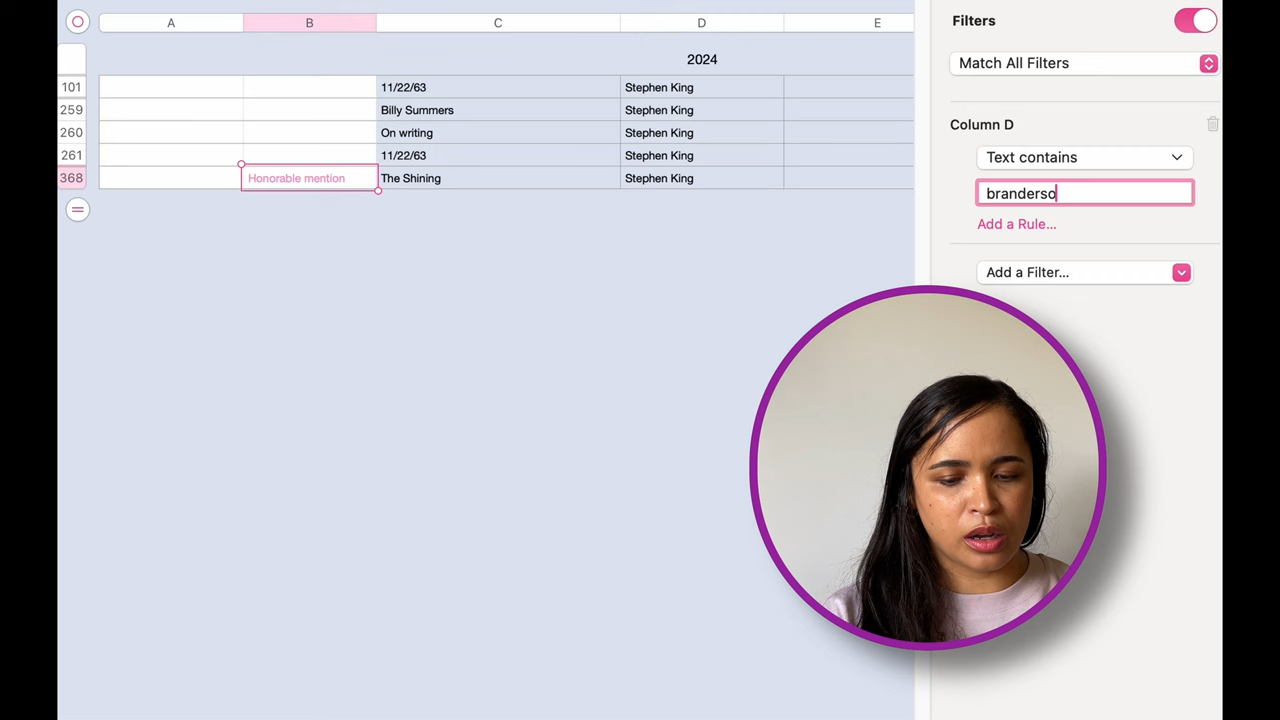 A B C D E
2024
101 11/22/63 Stephen King
259 Billy Summers Stephen King
260 On writing Stephen King
261 11/22/63 Stephen King
368 Honorable mention The Shining Stephen King
Filters
Match All Filters
Column D
Text contains
branderso
Add a Rule...
Add a Filter...